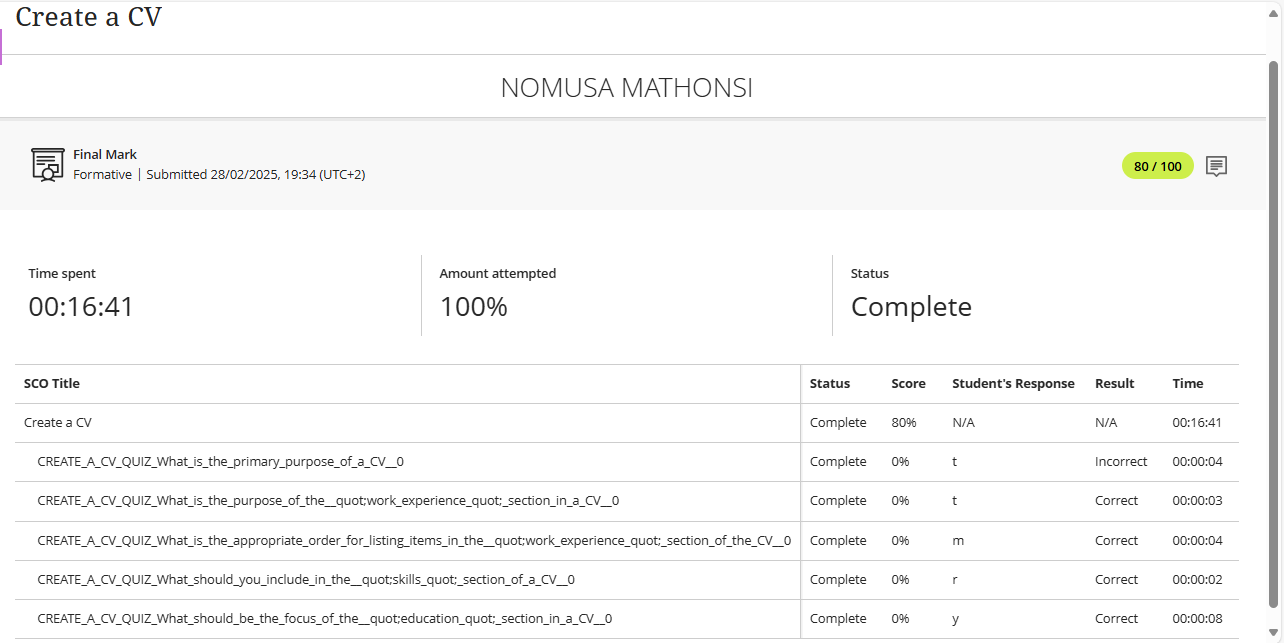 Create a CV
NOMUSA MATHONSI
Final Mark
Formative | Submitted 28/02/2025, 19:34 (UTC+2)
80 / 100
Time spent
00:16:41
Amount attempted
100%
Status
Complete
SCO Title Status Score Student's Response Result Time
Create a CV Complete 80% N/A N/A 00:16:41
CREATE_A_CV_QUIZ_What_is_the_primary_purpose_of_a_CV__0 Complete 0% t Incorrect 00:00:04
CREATE_A_CV_QUIZ_What_is_the_purpose_of_the__quot;work_experience_quot;_section_in_a_CV__0 Complete 0% t Correct 00:00:03
CREATE_A_CV_QUIZ_What_is_the_appropriate_order_for_listing_items_in_the__quot;work_experience_quot;_section_of_the_CV__0 Complete 0% m Correct 00:00:04
CREATE_A_CV_QUIZ_What_should_you_include_in_the__quot;skills_quot;_section_of_a_CV__0 Complete 0% r Correct 00:00:02
CREATE_A_CV_QUIZ_What_should_be_the_focus_of_the__quot;education_quot;_section_in_a_CV__0 Complete 0% y Correct 00:00:08